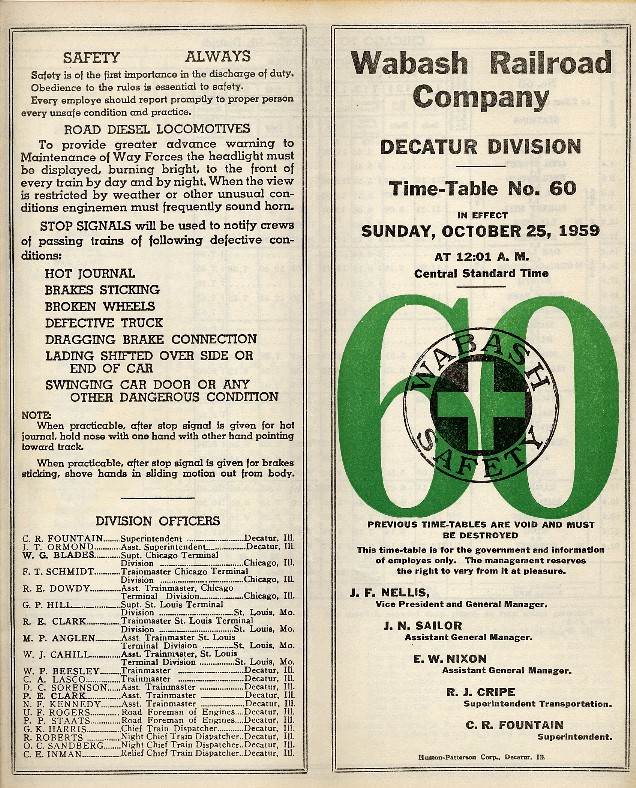 SAFETY ALWAYS
Safety is of the first importance in the discharge of duty.
Obedience to the rules is essential to safety.
Every employe should report promptly to proper person
every unsafe condition and practice.
ROAD DIESEL LOCOMOTIVES
To provide greater advance warning to
Maintenance of Way Forces the headlight must
be displayed, burning bright, to the front of
every train by day and by night. When the view
is restricted by weather or other unusual con-
ditions enginemen must frequently sound horn.
STOP SIGNALS will be used to notify crews
of passing trains of following defective con-
ditions:
HOT JOURNAL
BRAKES STICKING
BROKEN WHEELS
DEFECTIVE TRUCK
DRAGGING BRAKE CONNECTION
LADING SHIFTED OVER SIDE OR
END OF CAR
SWINGING CAR DOOR OR ANY
OTHER DANGEROUS CONDITION
NOTE:
When practicable, after stop signal is given for hot
journal, hold nose with one hand with other hand pointing
toward track.
When practicable, after stop signal is given for brakes
sticking, shove hands in sliding motion out from body.
DIVISION OFFICERS
C. R. FOUNTAIN......Superintendent ..................Decatur, Ill.
J. T. ORMOND.........Asst. Superintendent............Decatur, Ill.
W. G. BLADES........Supt. Chicago Terminal
Division ..........................Chicago, Ill.
F. T. SCHMIDT........Trainmaster Chicago Terminal
Division ..........................Chicago, Ill.
R. E. DOWDY..........Asst. Trainmaster, Chicago
Terminal Division............Chicago, Ill.
G. P. HILL.............Supt. St. Louis Terminal
Division ........................St. Louis, Mo.
R. E. CLARK..........Trainmaster St. Louis Terminal
Division ........................St. Louis, Mo.
M. P. ANGLEN........Asst Trainmaster St. Louis
Terminal Division ......St. Louis, Mo.
W. J. CAHILL.........Asst. Trainmaster, St. Louis
Terminal Division ......St. Louis, Mo.
W. P. BEESLEY.......Trainmaster ....................Decatur, Ill.
C. A. LASCO...........Trainmaster ....................Decatur, Ill.
D. C. SORENSON....Asst. Trainmaster ............Decatur, Ill.
P. E. CLARK..........Asst. Trainmaster ............Decatur, Ill.
N. F. KENNEDY......Asst. Trainmaster ............Decatur, Ill.
U. F. ROGERS.........Road Foreman of Engines....Decatur, Ill.
P. P. STAATS..........Road Foreman of Engines....Decatur, Ill.
G. K. HARRIS..........Chief Train Dispatcher........Decatur, Ill.
R. ROBERTS..........Night Chief Train Dispatcher..Decatur, Ill.
O. C. SANDBERG....Night Chief Train Dispatcher..Decatur, Ill.
C. E. INMAN...........Relief Chief Train Dispatcher..Decatur, Ill.
Wabash Railroad
Company
DECATUR DIVISION
Time-Table No. 60
IN EFFECT
SUNDAY, OCTOBER 25, 1959
AT 12:01 A. M.
Central Standard Time
60
WABASH
SAFETY
PREVIOUS TIME-TABLES ARE VOID AND MUST
BE DESTROYED
This time-table is for the government and information
of employes only. The management reserves
the right to vary from it at pleasure.
J. F. NELLIS,
Vice President and General Manager.
J. N. SAILOR
Assistant General Manager.
E. W. NIXON
Assistant General Manager.
R. J. CRIPE
Superintendent Transportation.
C. R. FOUNTAIN
Superintendent.
Huston-Patterson Corp., Decatur, Ill.